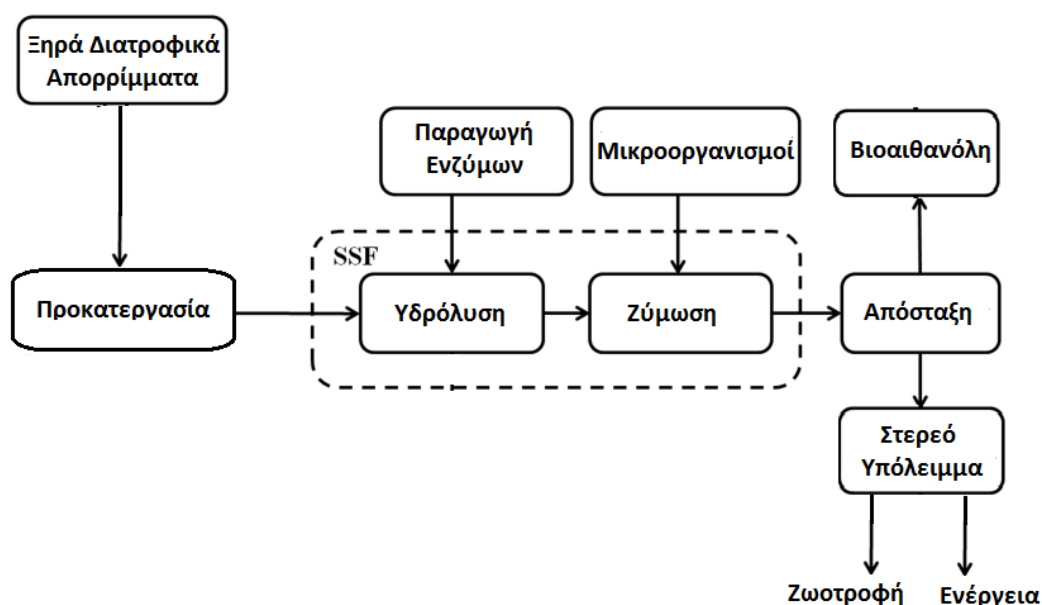 Ξηρά Διατροφικά
Απορρίμματα
Παραγωγή
Ενζύμων
Μικροοργανισμοί
Βιοαιθανόλη
SSF
Προκατεργασία
Υδρόλυση
Ζύμωση
Απόσταξη
Στερεό
Υπόλειμμα
Ζωοτροφή
Ενέργεια